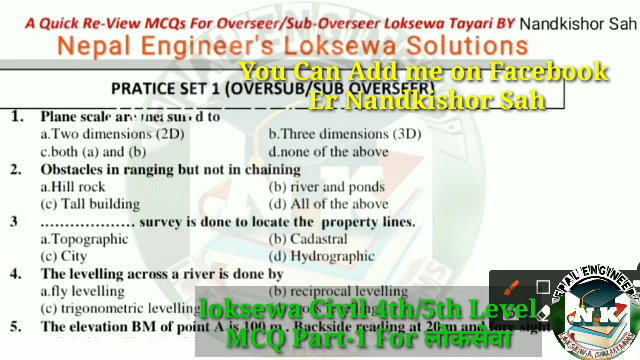 A Quick Re-View MCQs For Overseer/Sub-Overseer Loksewa Tayari BY Nandkishor Sah
Nepal Engineer's Loksewa Solutions
You Can Add me on Facebook
PRATICE SET 1 (OVERSUB/SUB OVERSEER)
Er Nandkishor Sah
1. Plane scale are to
a.Two dimensions (2D) b.Three dimensions (3D)
c.both (a) and (b) d.none of the above
2. Obstacles in ranging but not in chaining
a.Hill rock (b) river and ponds
(c) Tall building (d) All of the above
3 ................... survey is done to locate the property lines.
a.Topographic (b) Cadastral
(c) City (d) Hydrographic
4. The levelling across a river is done by
a.fly levelling (b) reciprocal levelling
(c) trigonometric levelling
loksewa Civil 4th/5th Level
5. The elevation BM of point A is 100 m . Backside reading at 20m and fore sight
MCQ Part-1 For लोकसेवा
NEPAL ENGINEER
N K